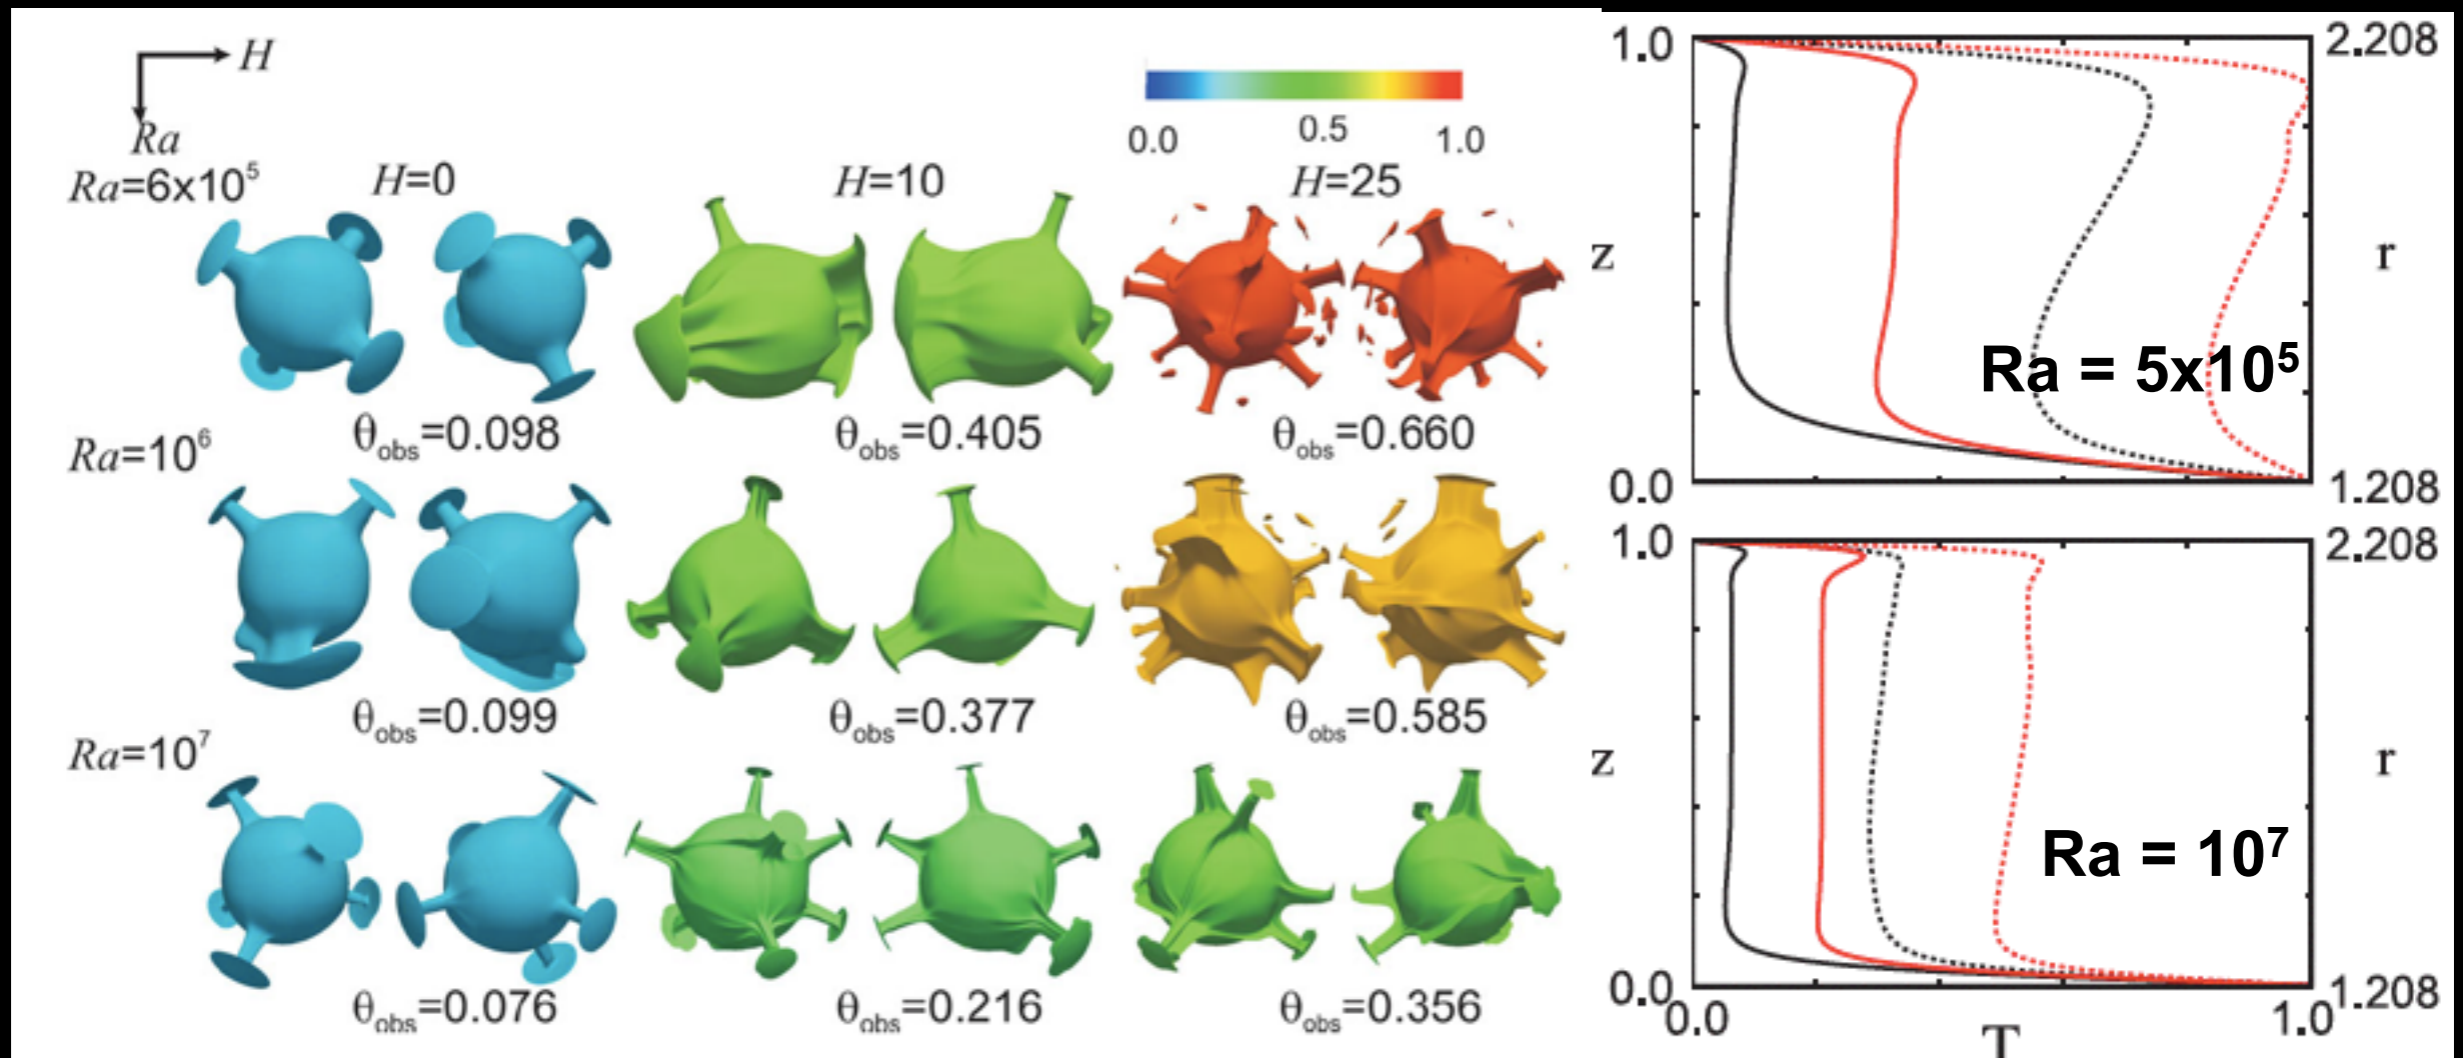 H
Ra
0.0 0.5 1.0
Ra=6x10⁵ H=0 H=10 H=25
θobs=0.098 θobs=0.405 θobs=0.660
Ra=10⁶
θobs=0.099 θobs=0.377 θobs=0.585
Ra=10⁷
θobs=0.076 θobs=0.216 θobs=0.356
1.0 2.208
z r
Ra = 5x10⁵
0.0 1.208
1.0 2.208
z r
Ra = 10⁷
0.0 1.208
0.0 T 1.0